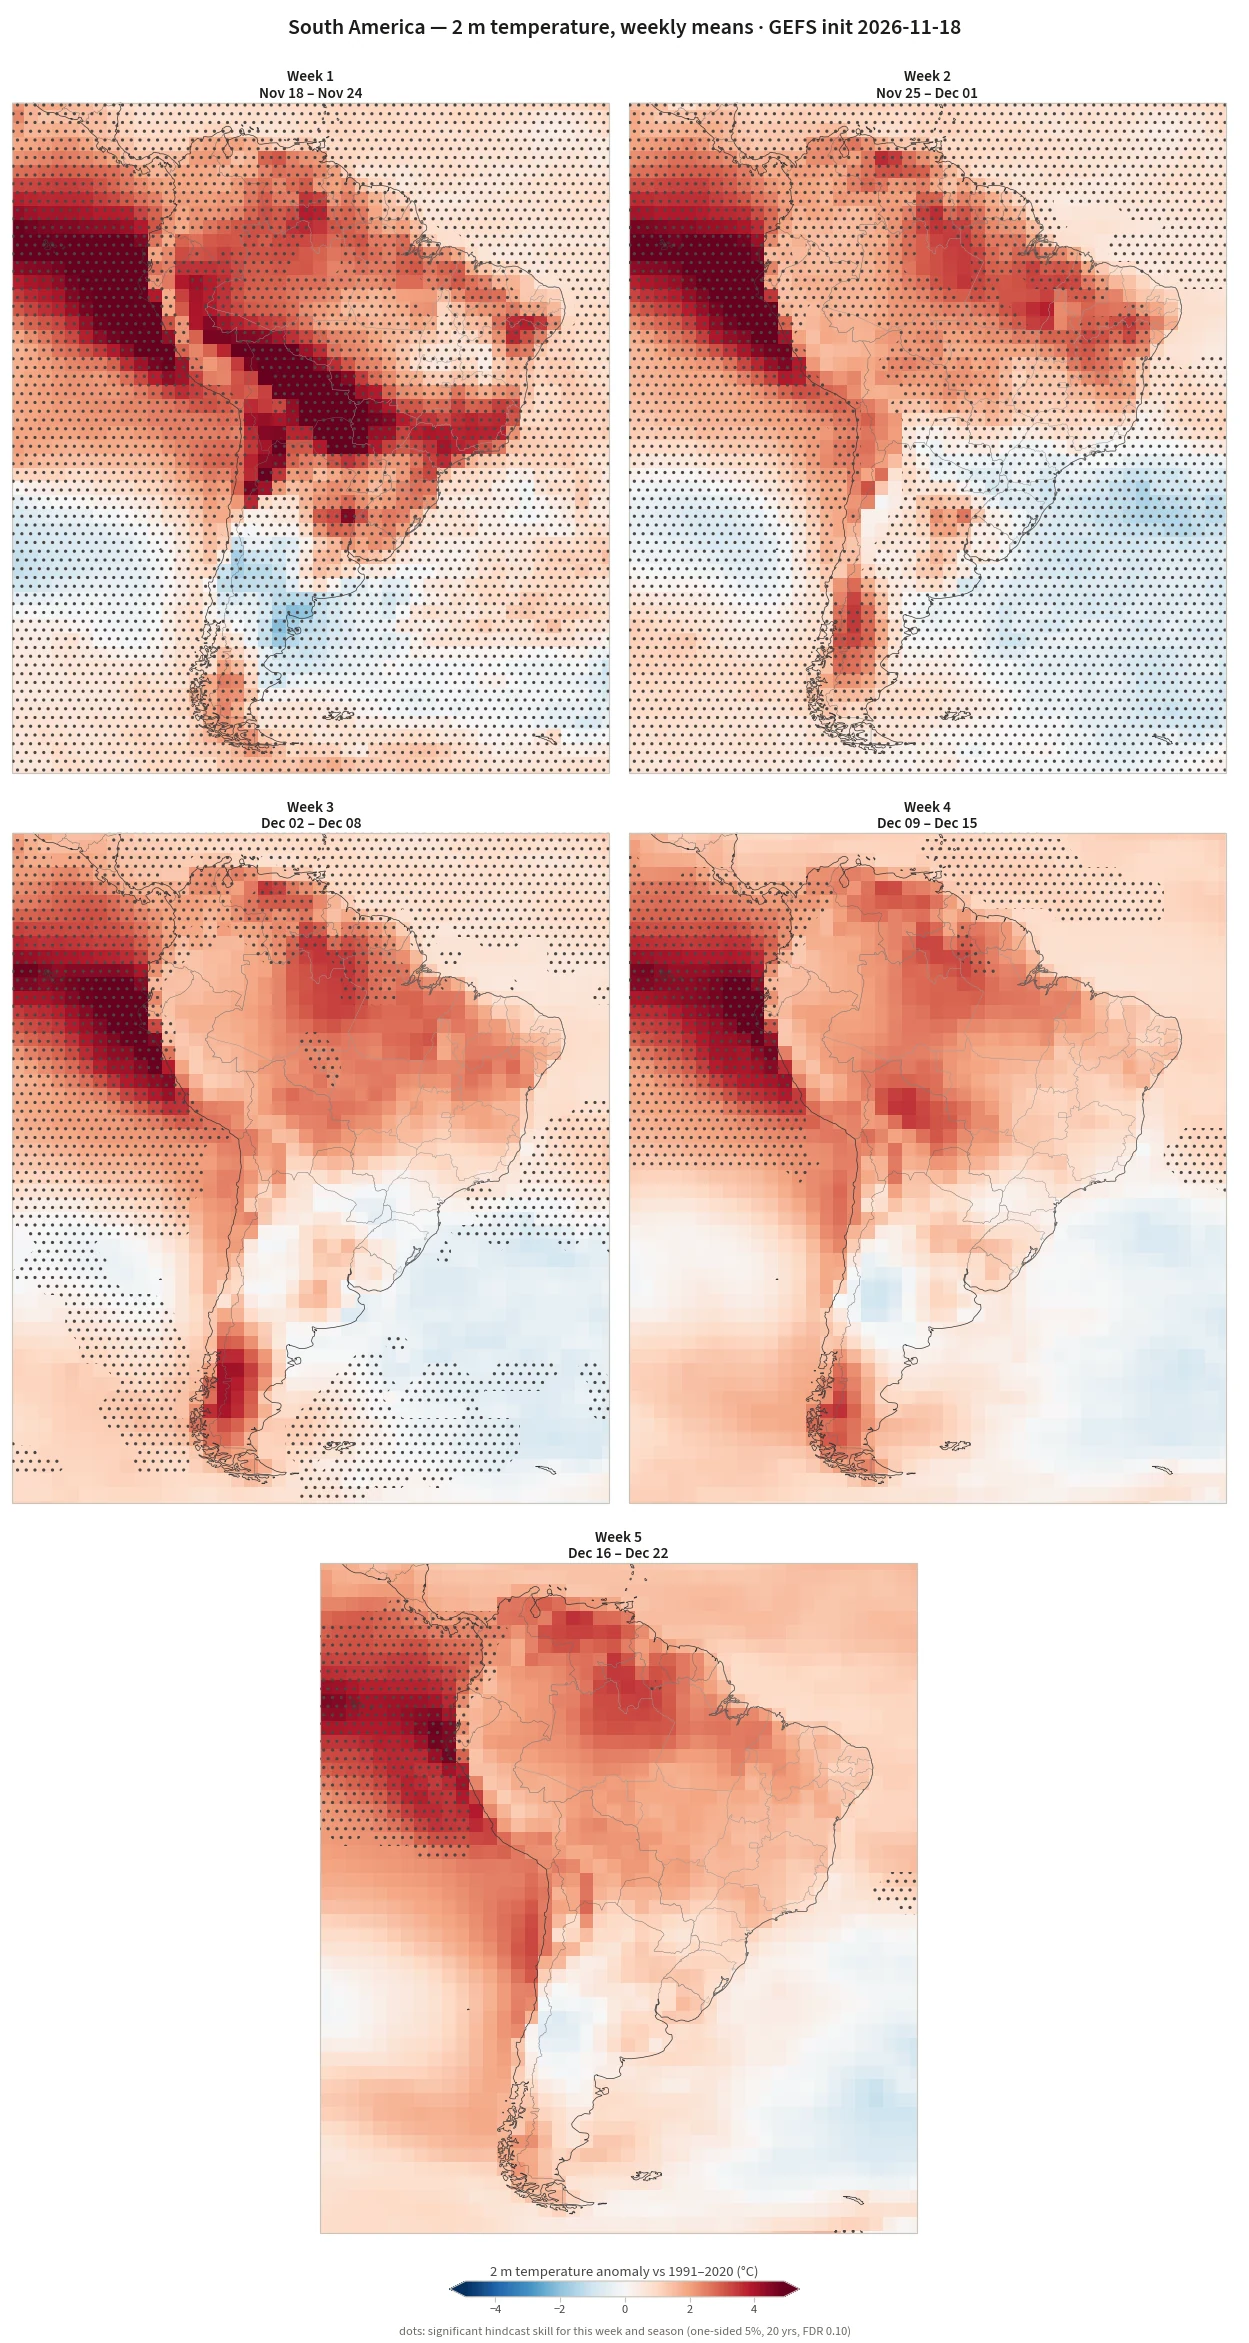 South America — 2 m temperature, weekly means · GEFS init 2026-11-18
Week 1
Nov 18 – Nov 24
Week 2
Nov 25 – Dec 01
Week 3
Dec 02 – Dec 08
Week 4
Dec 09 – Dec 15
Week 5
Dec 16 – Dec 22
2 m temperature anomaly vs 1991–2020 (°C)
−4 −2 0 2 4
dots: significant hindcast skill for this week and season (one-sided 5%, 20 yrs, FDR 0.10)